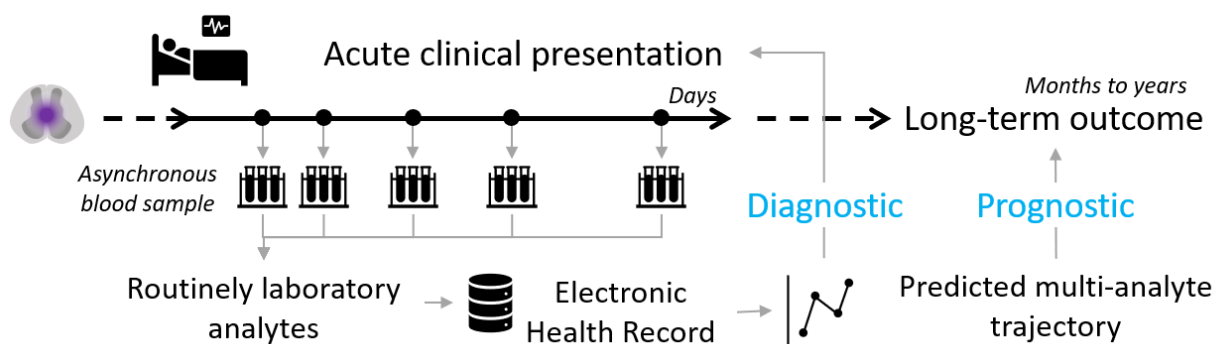 Acute clinical presentation
Days
Months to years
Long-term outcome
Asynchronous
blood sample
Diagnostic
Prognostic
Routinely laboratory
analytes
Electronic
Health Record
Predicted multi-analyte
trajectory